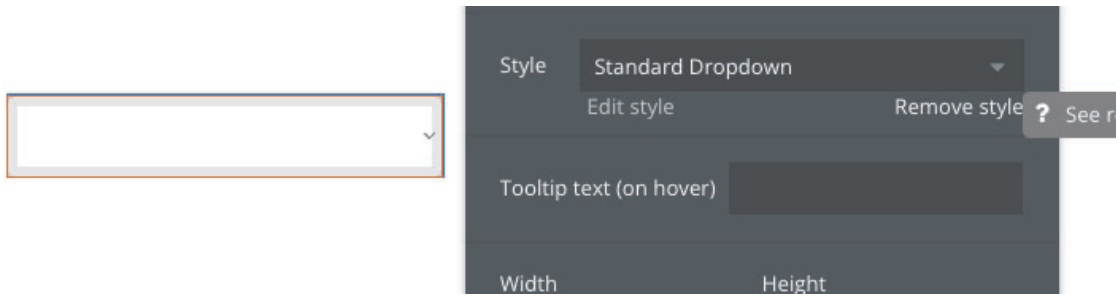 Style Standard Dropdown
Edit style Remove style
? See
Tooltip text (on hover)
Width Height